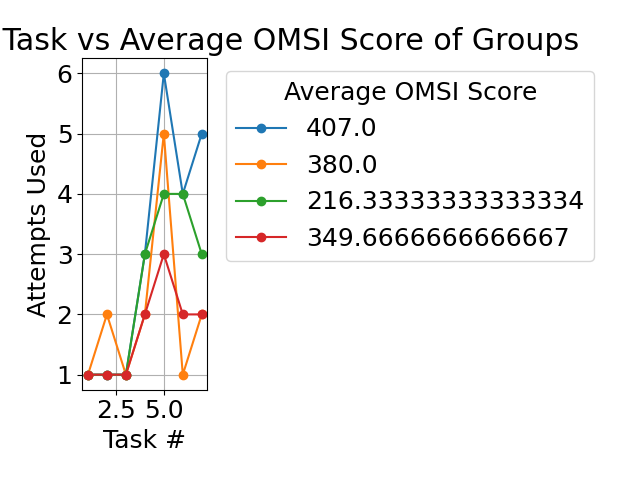 Task vs Average OMSI Score of Groups
Average OMSI Score
407.0
380.0
216.33333333333334
349.6666666666667
Attempts Used
6
5
4
3
2
1
2.5 5.0
Task #